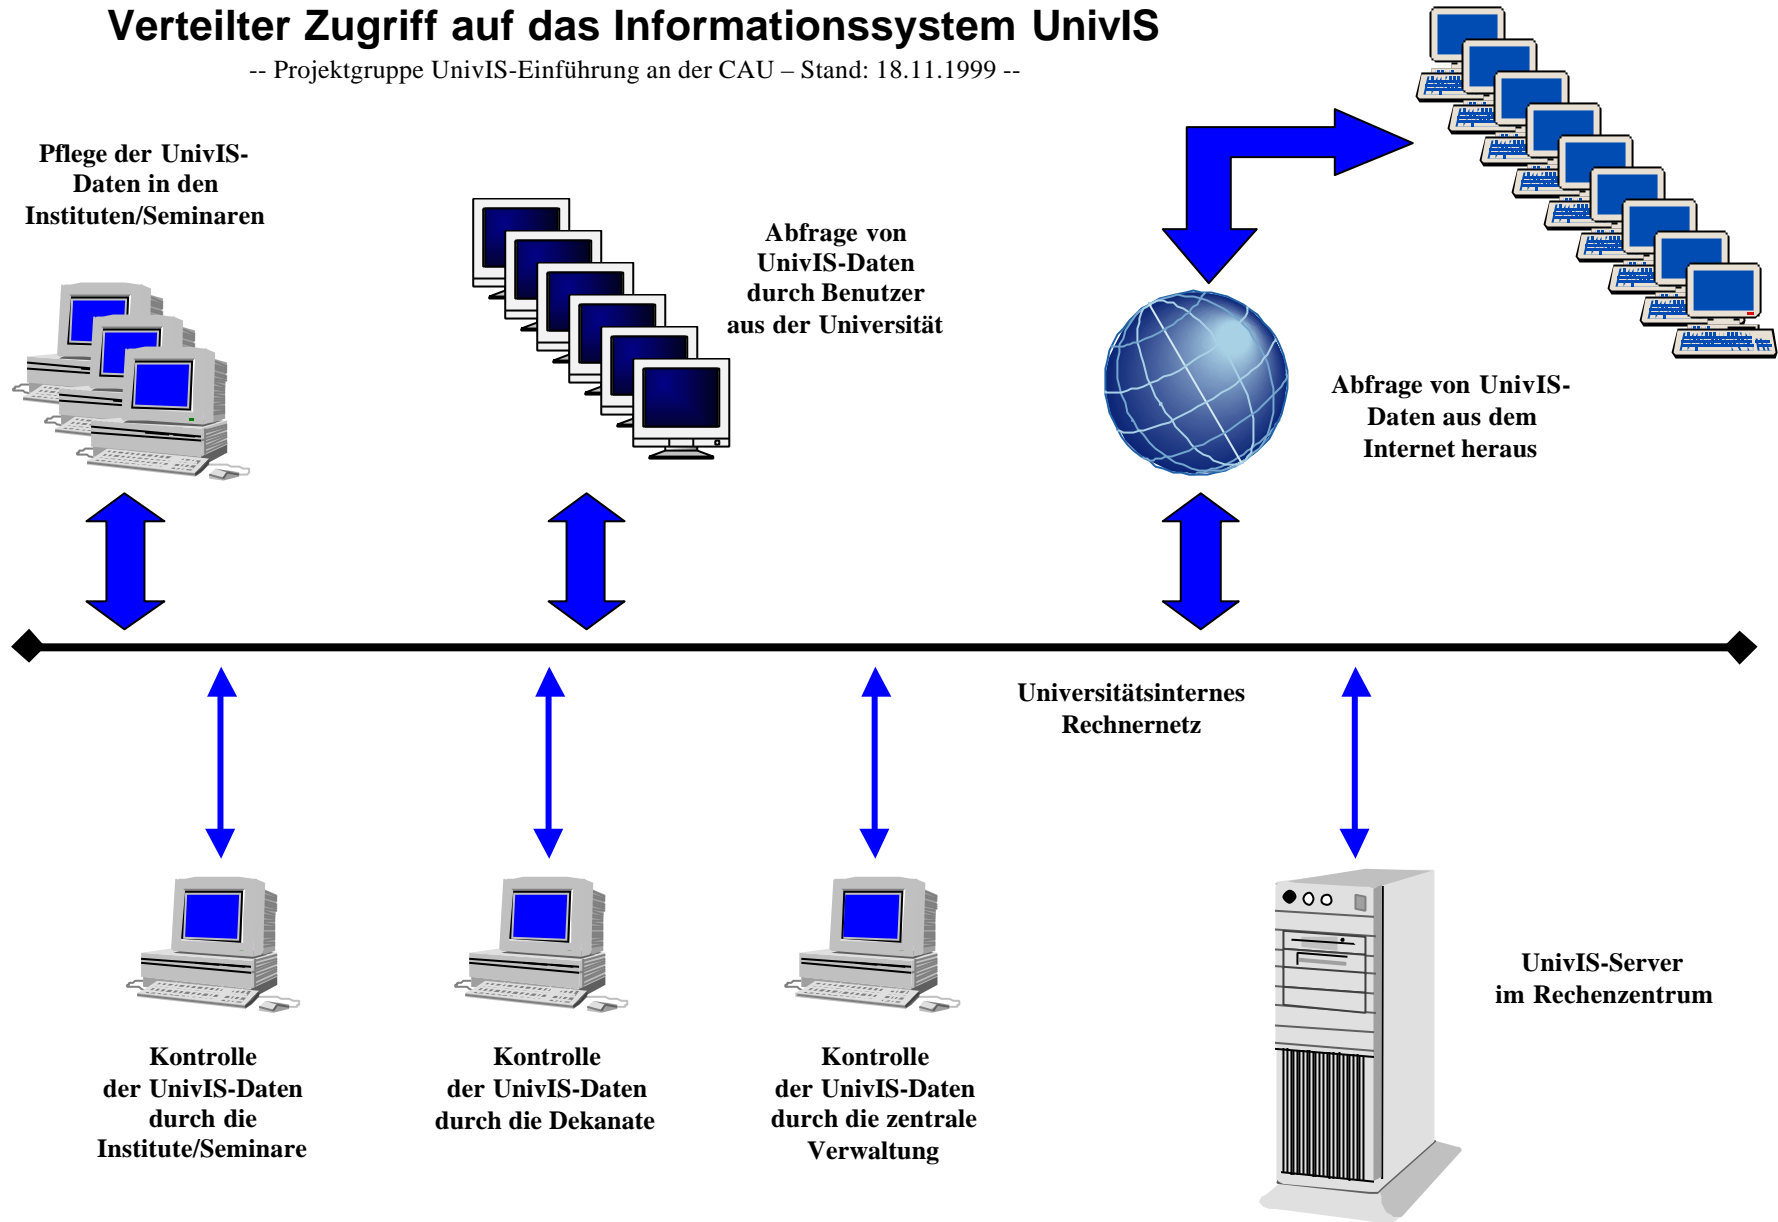 Verteilter Zugriff auf das Informationssystem UnivIS
-- Projektgruppe UnivIS-Einführung an der CAU – Stand: 18.11.1999 --
Pflege der UnivIS-
Daten in den
Instituten/Seminaren
Abfrage von
UnivIS-Daten
durch Benutzer
aus der Universität
Abfrage von UnivIS-
Daten aus dem
Internet heraus
Universitätsinternes
Rechnernetz
UnivIS-Server
im Rechenzentrum
Kontrolle
der UnivIS-Daten
durch die
Institute/Seminare
Kontrolle
der UnivIS-Daten
durch die Dekanate
Kontrolle
der UnivIS-Daten
durch die zentrale
Verwaltung